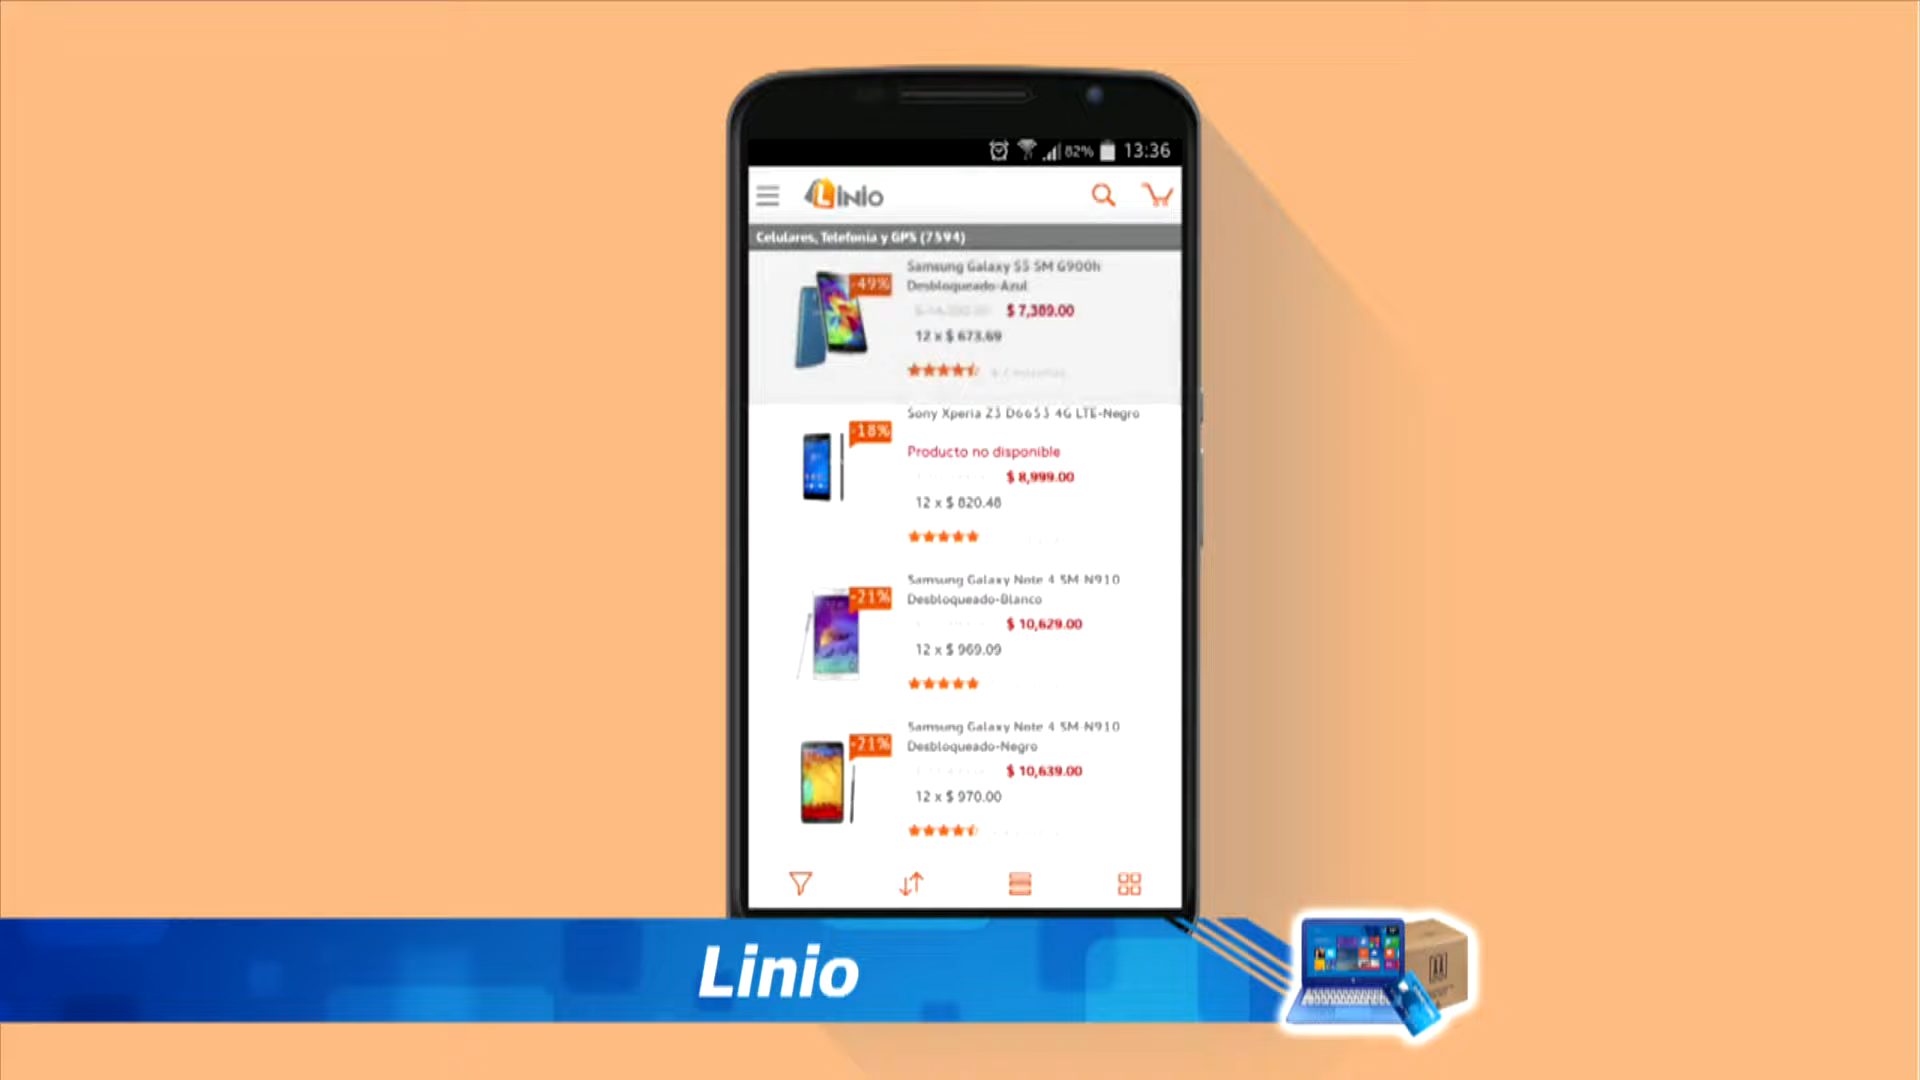 82% 13:36
Linio
Celulares, Telefonía y GPS (7594)
-49%
Samsung Galaxy S5 SM G900h
Desbloqueado-Azul
$ 7,389.00
12 x $ 673.69
-18%
Sony Xperia Z3 D6653 4G LTE-Negro
Producto no disponible
$ 8,999.00
12 x $ 820.48
-21%
Samsung Galaxy Note 4 SM-N910
Desbloqueado-Blanco
$ 10,629.00
12 x $ 969.09
-21%
Samsung Galaxy Note 4 SM-N910
Desbloqueado-Negro
$ 10,639.00
12 x $ 970.00
Linio